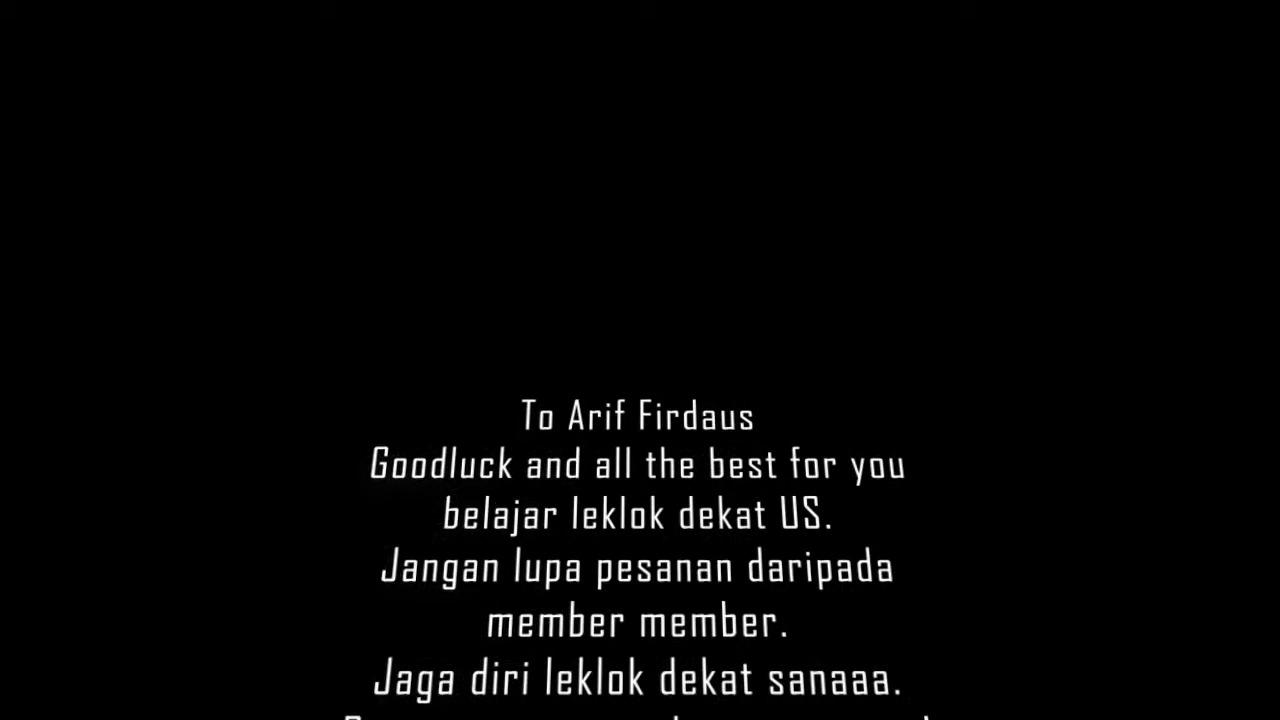 To Arif Firdaus
Goodluck and all the best for you
belajar leklok dekat US.
Jangan lupa pesanan daripada
member member.
Jaga diri leklok dekat sanaaa.